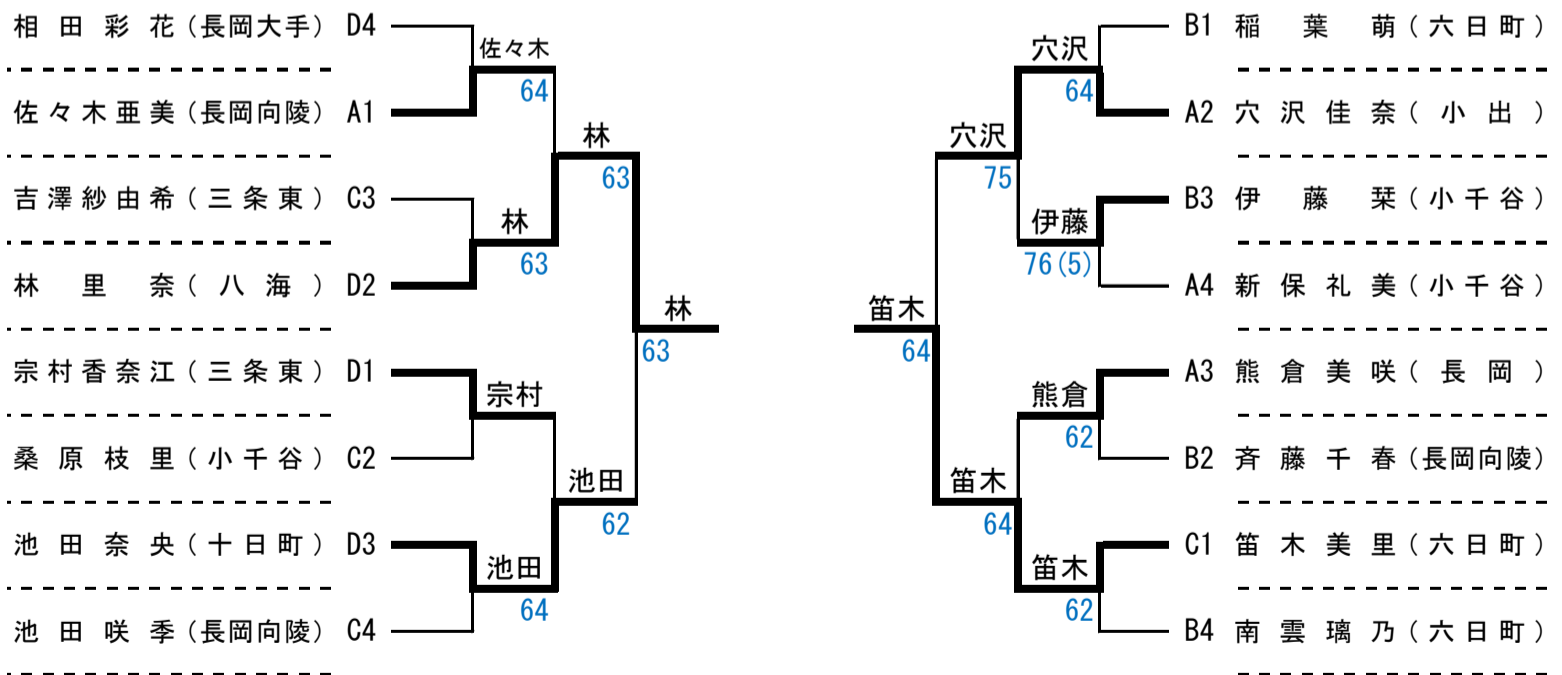 相田彩花(長岡大手) D4
佐々木
64
佐々木亜美(長岡向陵) A1
林
63
吉澤紗由希(三条東) C3
林
63
林里奈(八海) D2
林
63
宗村香奈江(三条東) D1
宗村
桑原枝里(小千谷) C2
池田
62
池田奈央(十日町) D3
池田
64
池田咲季(長岡向陵) C4
B1 稲葉萌(六日町)
穴沢
64
A2 穴沢佳奈(小出)
穴沢
75
B3 伊藤栞(小千谷)
伊藤
76(5)
A4 新保礼美(小千谷)
笛木
64
A3 熊倉美咲(長岡)
熊倉
62
B2 斉藤千春(長岡向陵)
笛木
64
C1 笛木美里(六日町)
笛木
62
B4 南雲璃乃(六日町)